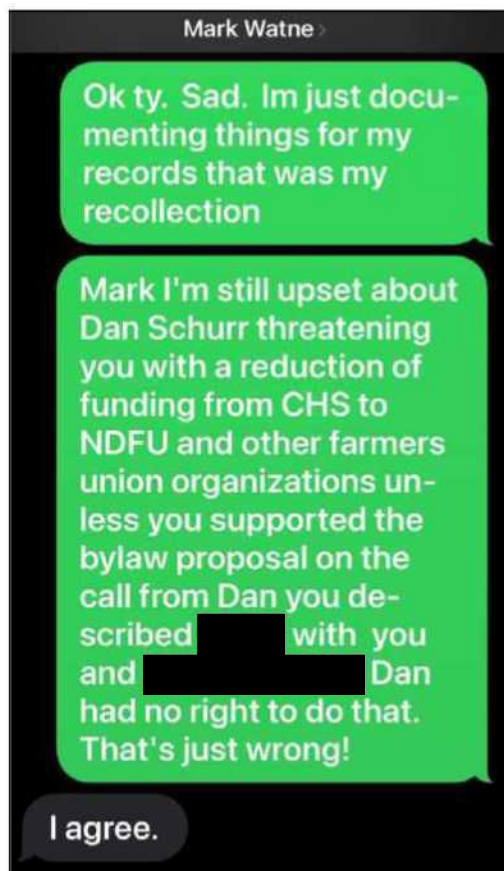 Mark Watne
Ok ty. Sad. Im just docu-
menting things for my
records that was my
recollection
Mark I'm still upset about
Dan Schurr threatening
you with a reduction of
funding from CHS to
NDFU and other farmers
union organizations un-
less you supported the
bylaw proposal on the
call from Dan you de-
scribed with you
and Dan
had no right to do that.
That's just wrong!
I agree.